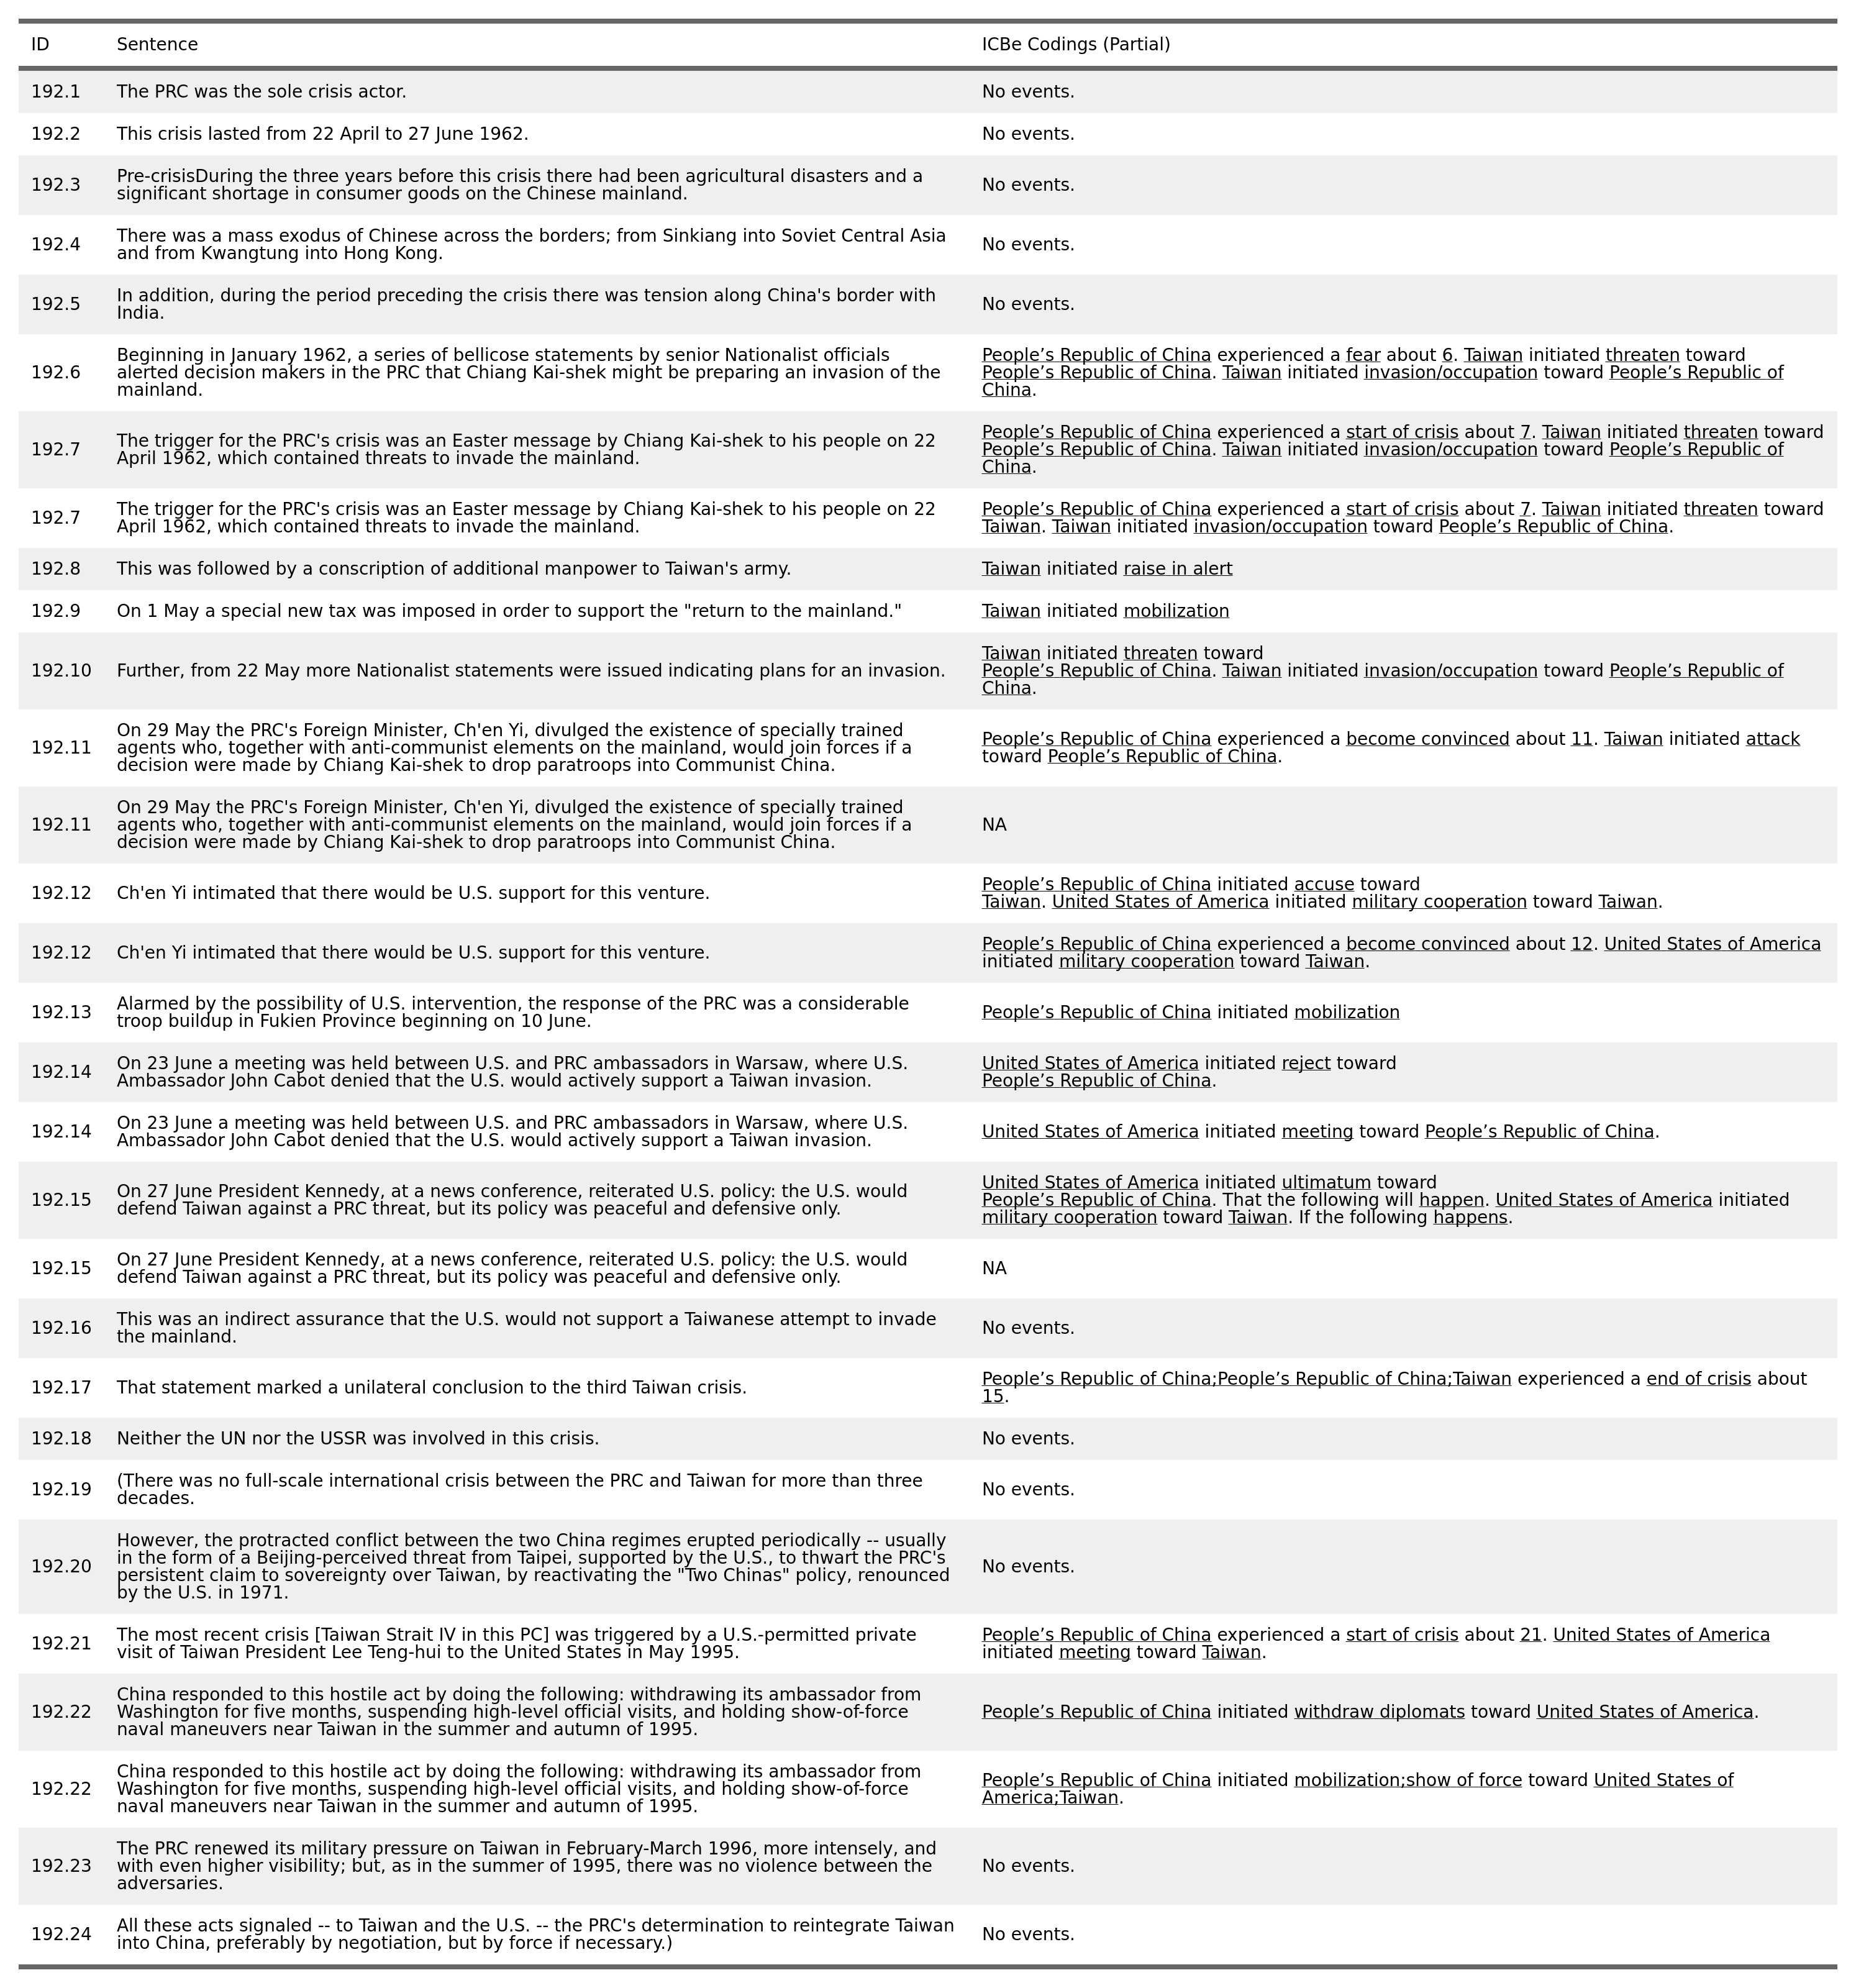 ID Sentence ICBe Codings (Partial)
192.1 The PRC was the sole crisis actor. No events.
192.2 This crisis lasted from 22 April to 27 June 1962. No events.
192.3 Pre-crisisDuring the three years before this crisis there had been agricultural disasters and a
significant shortage in consumer goods on the Chinese mainland. No events.
192.4 There was a mass exodus of Chinese across the borders; from Sinkiang into Soviet Central Asia
and from Kwangtung into Hong Kong. No events.
192.5 In addition, during the period preceding the crisis there was tension along China's border with
India. No events.
192.6 Beginning in January 1962, a series of bellicose statements by senior Nationalist officials
alerted decision makers in the PRC that Chiang Kai-shek might be preparing an invasion of the
mainland.
People’s Republic of China experienced a fear about 6. Taiwan initiated threaten toward
People’s Republic of China. Taiwan initiated invasion/occupation toward People’s Republic of
China.
192.7 The trigger for the PRC's crisis was an Easter message by Chiang Kai-shek to his people on 22
April 1962, which contained threats to invade the mainland.
People’s Republic of China experienced a start of crisis about 7. Taiwan initiated threaten toward
People’s Republic of China. Taiwan initiated invasion/occupation toward People’s Republic of
China.
192.7 The trigger for the PRC's crisis was an Easter message by Chiang Kai-shek to his people on 22
April 1962, which contained threats to invade the mainland.
People’s Republic of China experienced a start of crisis about 7. Taiwan initiated threaten toward
Taiwan. Taiwan initiated invasion/occupation toward People’s Republic of China.
192.8 This was followed by a conscription of additional manpower to Taiwan's army. Taiwan initiated raise in alert
192.9 On 1 May a special new tax was imposed in order to support the "return to the mainland." Taiwan initiated mobilization
192.10 Further, from 22 May more Nationalist statements were issued indicating plans for an invasion.
Taiwan initiated threaten toward
People’s Republic of China. Taiwan initiated invasion/occupation toward People’s Republic of
China.
192.11 On 29 May the PRC's Foreign Minister, Ch'en Yi, divulged the existence of specially trained
agents who, together with anti-communist elements on the mainland, would join forces if a
decision were made by Chiang Kai-shek to drop paratroops into Communist China.
People’s Republic of China experienced a become convinced about 11. Taiwan initiated attack
toward People’s Republic of China.
192.11 On 29 May the PRC's Foreign Minister, Ch'en Yi, divulged the existence of specially trained
agents who, together with anti-communist elements on the mainland, would join forces if a
decision were made by Chiang Kai-shek to drop paratroops into Communist China.
NA
192.12 Ch'en Yi intimated that there would be U.S. support for this venture.
People’s Republic of China initiated accuse toward
Taiwan. United States of America initiated military cooperation toward Taiwan.
192.12 Ch'en Yi intimated that there would be U.S. support for this venture.
People’s Republic of China experienced a become convinced about 12. United States of America
initiated military cooperation toward Taiwan.
192.13 Alarmed by the possibility of U.S. intervention, the response of the PRC was a considerable
troop buildup in Fukien Province beginning on 10 June.
People’s Republic of China initiated mobilization
192.14 On 23 June a meeting was held between U.S. and PRC ambassadors in Warsaw, where U.S.
Ambassador John Cabot denied that the U.S. would actively support a Taiwan invasion.
United States of America initiated reject toward
People’s Republic of China.
192.14 On 23 June a meeting was held between U.S. and PRC ambassadors in Warsaw, where U.S.
Ambassador John Cabot denied that the U.S. would actively support a Taiwan invasion.
United States of America initiated meeting toward People’s Republic of China.
192.15 On 27 June President Kennedy, at a news conference, reiterated U.S. policy: the U.S. would
defend Taiwan against a PRC threat, but its policy was peaceful and defensive only.
United States of America initiated ultimatum toward
People’s Republic of China. That the following will happen. United States of America initiated
military cooperation toward Taiwan. If the following happens.
192.15 On 27 June President Kennedy, at a news conference, reiterated U.S. policy: the U.S. would
defend Taiwan against a PRC threat, but its policy was peaceful and defensive only.
NA
192.16 This was an indirect assurance that the U.S. would not support a Taiwanese attempt to invade
the mainland. No events.
192.17 That statement marked a unilateral conclusion to the third Taiwan crisis.
People’s Republic of China;People’s Republic of China;Taiwan experienced a end of crisis about
15.
192.18 Neither the UN nor the USSR was involved in this crisis. No events.
192.19 (There was no full-scale international crisis between the PRC and Taiwan for more than three
decades. No events.
192.20 However, the protracted conflict between the two China regimes erupted periodically -- usually
in the form of a Beijing-perceived threat from Taipei, supported by the U.S., to thwart the PRC's
persistent claim to sovereignty over Taiwan, by reactivating the "Two Chinas" policy, renounced
by the U.S. in 1971.
No events.
192.21 The most recent crisis [Taiwan Strait IV in this PC] was triggered by a U.S.-permitted private
visit of Taiwan President Lee Teng-hui to the United States in May 1995.
People’s Republic of China experienced a start of crisis about 21. United States of America
initiated meeting toward Taiwan.
192.22 China responded to this hostile act by doing the following: withdrawing its ambassador from
Washington for five months, suspending high-level official visits, and holding show-of-force
naval maneuvers near Taiwan in the summer and autumn of 1995.
People’s Republic of China initiated withdraw diplomats toward United States of America.
192.22 China responded to this hostile act by doing the following: withdrawing its ambassador from
Washington for five months, suspending high-level official visits, and holding show-of-force
naval maneuvers near Taiwan in the summer and autumn of 1995.
People’s Republic of China initiated mobilization;show of force toward United States of
America;Taiwan.
192.23 The PRC renewed its military pressure on Taiwan in February-March 1996, more intensely, and
with even higher visibility; but, as in the summer of 1995, there was no violence between the
adversaries.
No events.
192.24 All these acts signaled -- to Taiwan and the U.S. -- the PRC's determination to reintegrate Taiwan
into China, preferably by negotiation, but by force if necessary.)
No events.